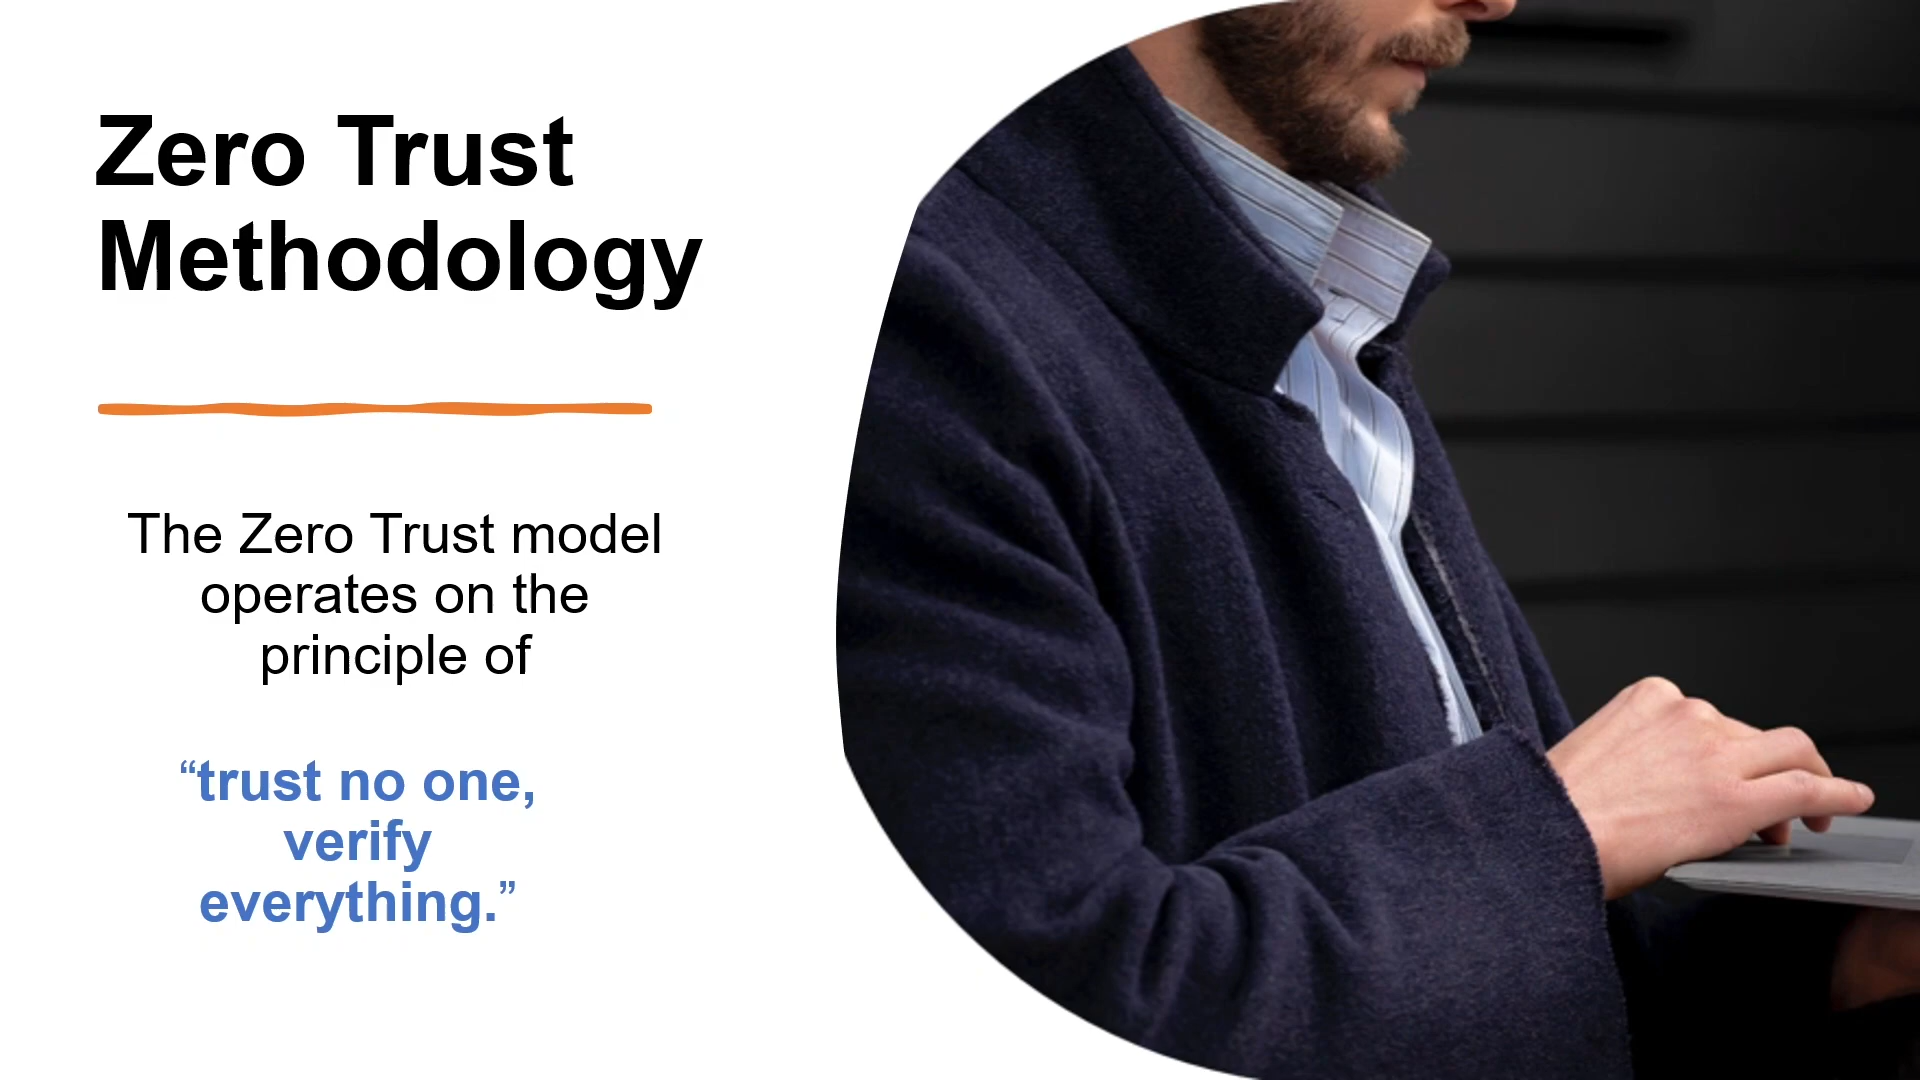 Zero Trust
Methodology
The Zero Trust model
operates on the
principle of
“trust no one,
verify
everything.”